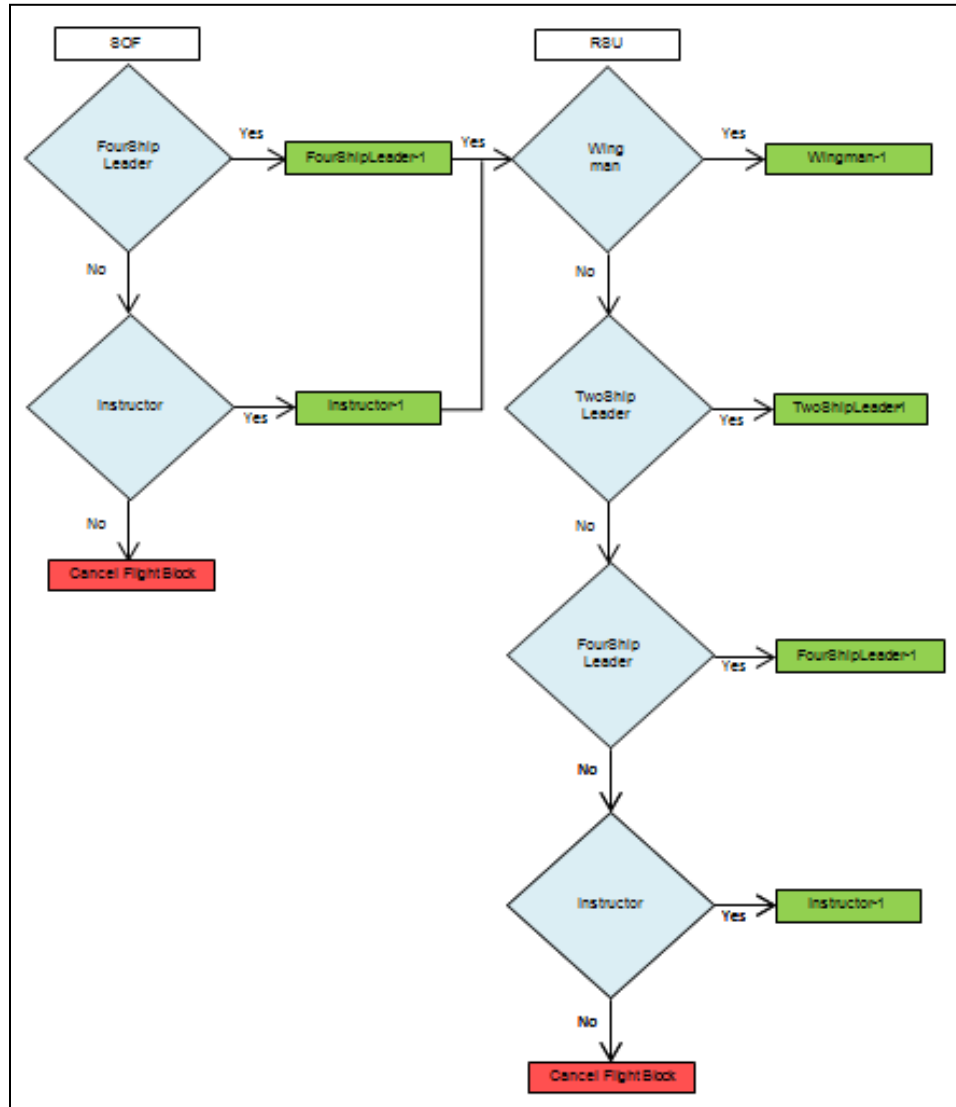 SOF
RSU
FourShip
Leader
Yes
FourShipLeader-1
Yes
Wing
man
Yes
Wingman-1
No
No
Instructor
Yes
Instructor-1
TwoShip
Leader
Yes
TwoShipLeader1
No
No
Cancel Flight Block
FourShip
Leader
Yes
FourShipLeader-1
No
Instructor
Yes
Instructor-1
No
Cancel Flight Block